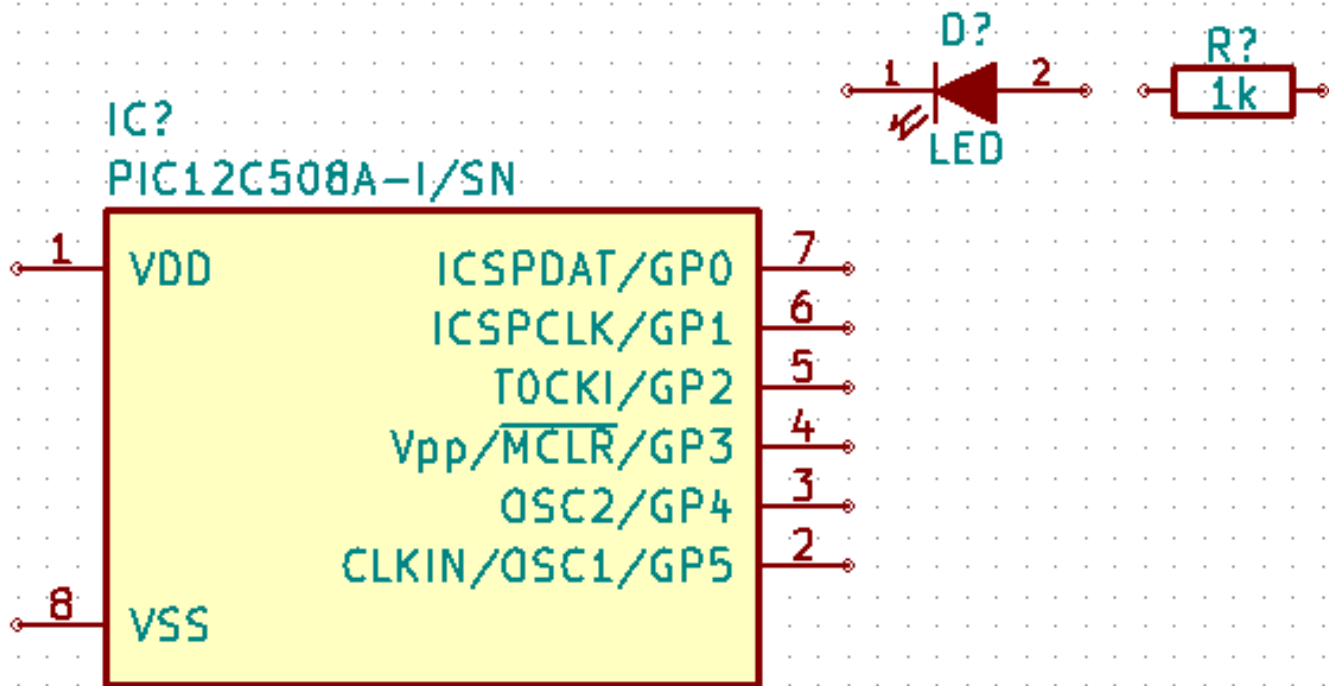 D?
1 2
LED
R?
1k
IC?
PIC12C508A-I/SN
1 VDD ICSPDAT/GP0 7
ICSPCLK/GP1 6
T0CKI/GP2 5
Vpp/MCLR/GP3 4
OSC2/GP4 3
CLKIN/OSC1/GP5 2
8 VSS